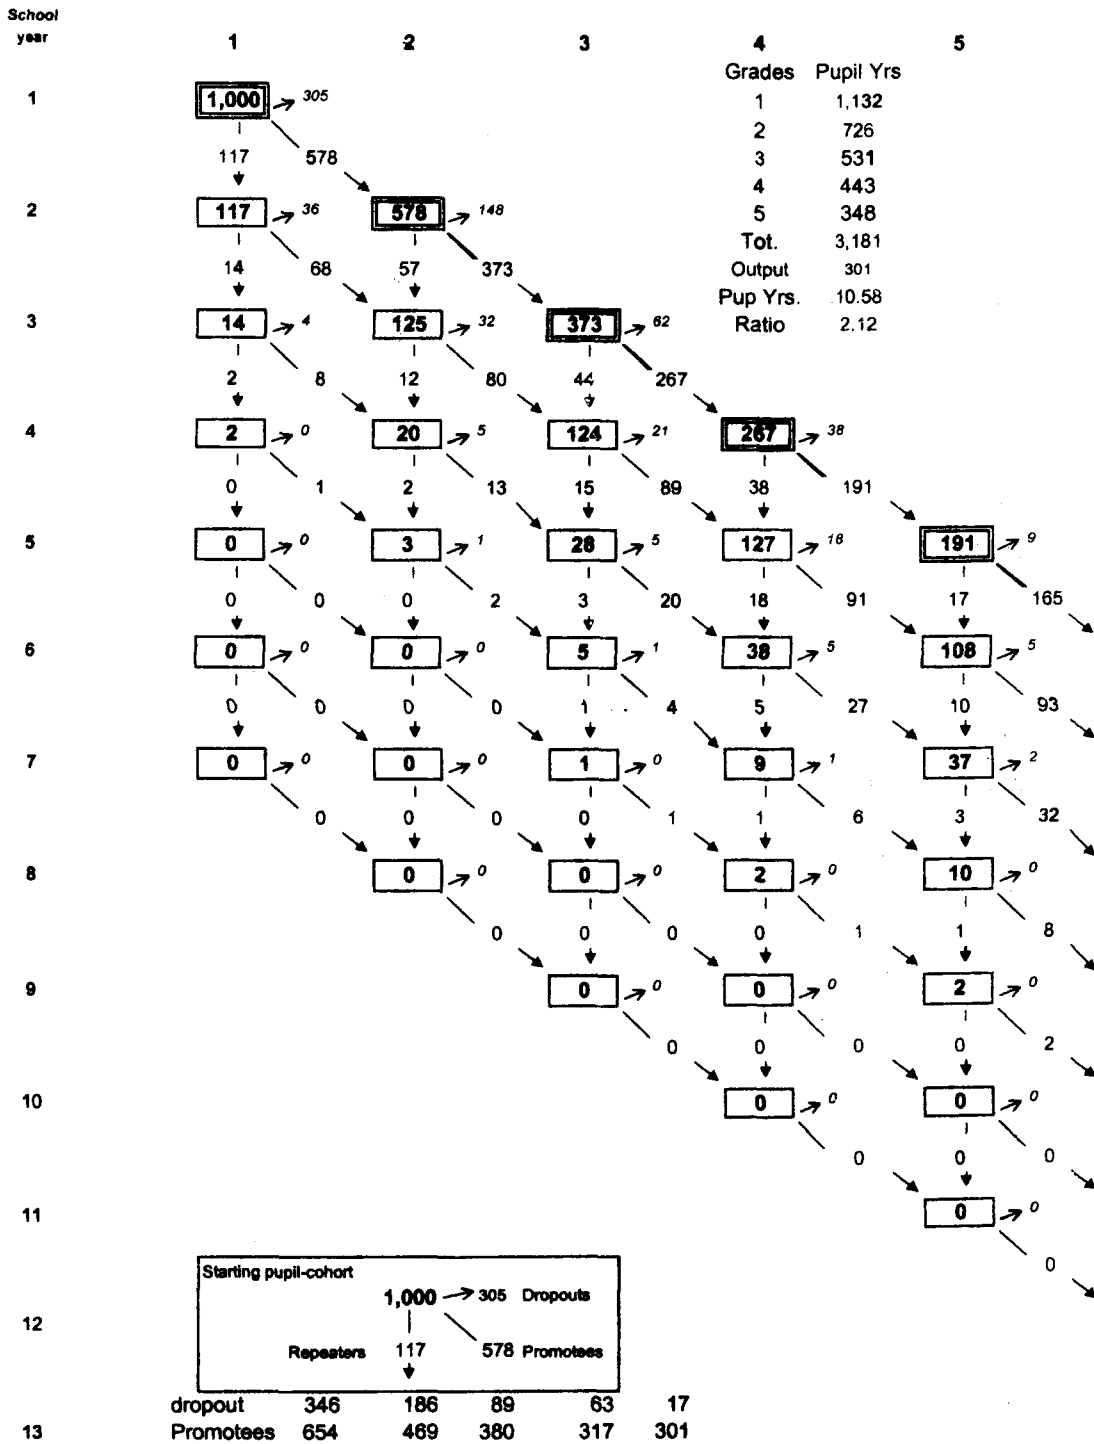 School
year
1 2 3 4 5
Grades Pupil Yrs
1 1,000 305 1 1,132
2 726
3 531
117 578 4 443
5 348
2 117 36 578 148 Tot. 3,181
Output 301
14 68 57 373 Pup Yrs. 10.58
3 14 4 125 32 373 62 Ratio 2.12
2 8 12 80 44 267
4 2 0 20 5 124 21 267 38
0 1 2 13 15 89 38 191
5 0 0 3 1 28 5 127 18 191 9
0 0 0 2 3 20 18 91 17 165
6 0 0 0 0 5 1 38 5 108 5
0 0 0 0 1 4 5 27 10 93
7 0 0 0 0 1 0 9 1 37 2
0 0 0 0 1 1 6 3 32
8 0 0 0 0 2 0 10 0
0 0 0 0 1 1 8
9 0 0 0 0 2 0
0 0 0 0 2
10 0 0 0 0
0 0 0
11 0 0
0
Starting pupil-cohort
1,000 305 Dropouts
12
Repeaters 117 578 Promotees
dropout 346 186 89 63 17
13 Promotees 654 469 380 317 301